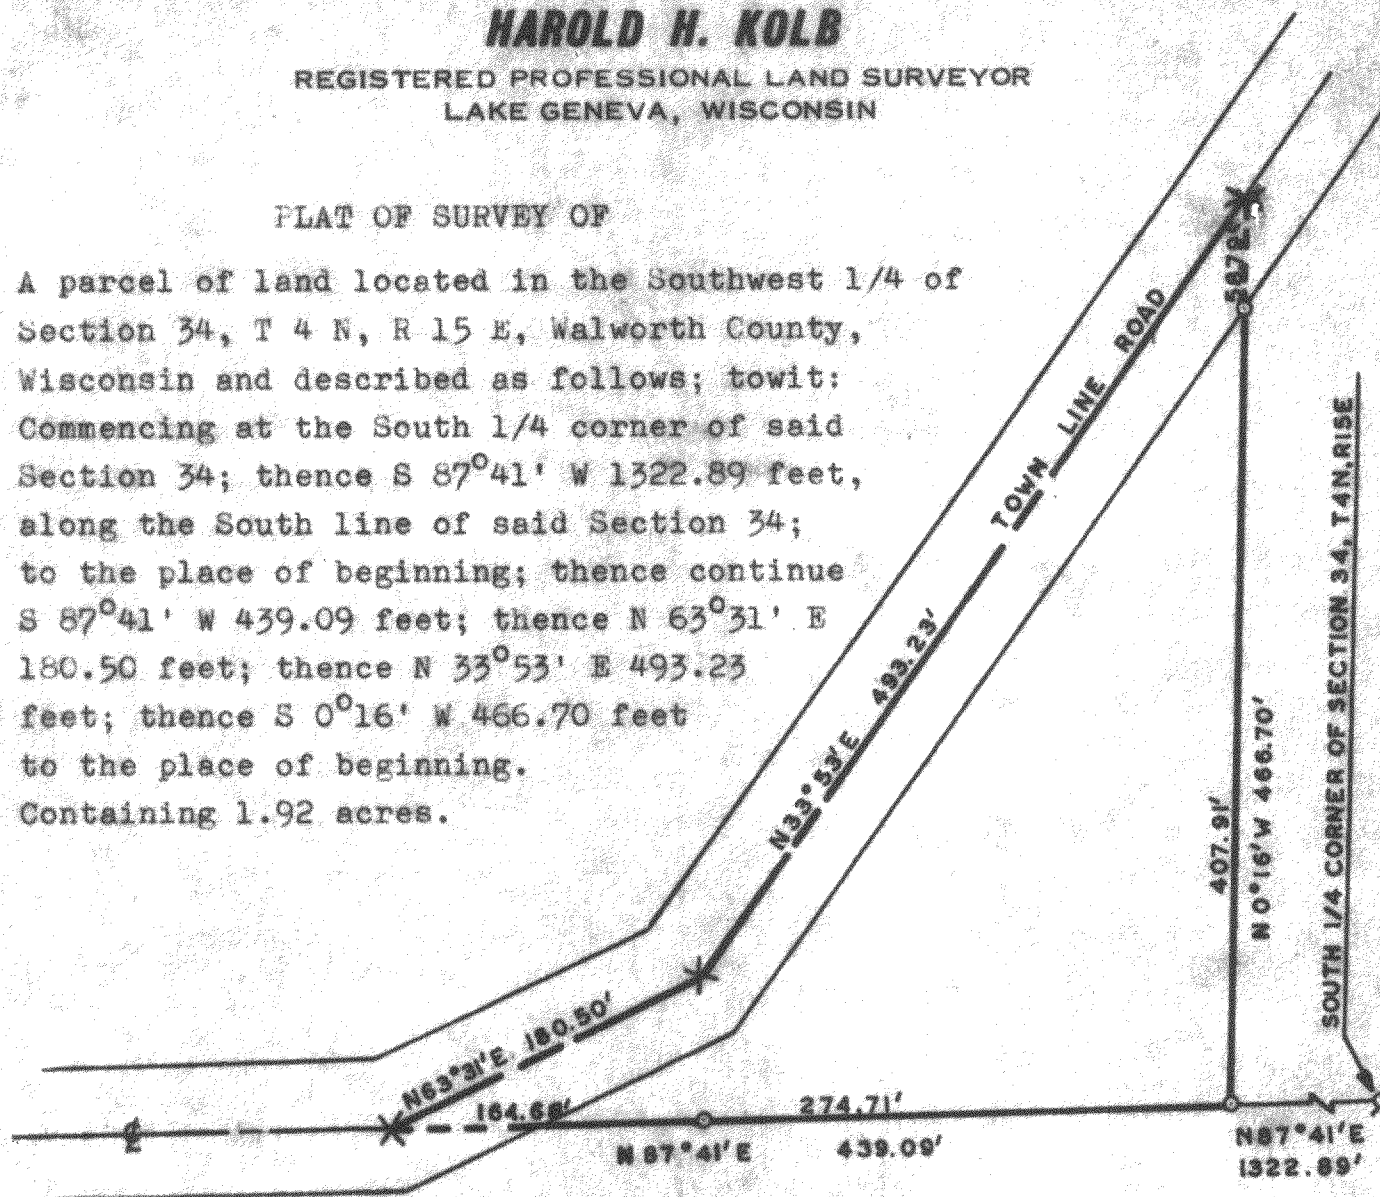 HAROLD H. KOLB
REGISTERED PROFESSIONAL LAND SURVEYOR
LAKE GENEVA, WISCONSIN
PLAT OF SURVEY OF
A parcel of land located in the Southwest 1/4 of
Section 34, T 4 N, R 15 E, Walworth County,
Wisconsin and described as follows; towit:
Commencing at the South 1/4 corner of said
Section 34; thence S 87°41' W 1322.89 feet,
along the South line of said Section 34;
to the place of beginning; thence continue
S 87°41' W 439.09 feet; thence N 63°31' E
180.50 feet; thence N 33°53' E 493.23
feet; thence S 0°16' W 466.70 feet
to the place of beginning.
Containing 1.92 acres.
TOWN LINE ROAD
N33°53'E 493.23'
N63°31'E 180.50'
407.91'
N0°16'W 466.70'
SOUTH 1/4 CORNER OF SECTION 34, T4N,R15E
274.71'
N87°41'E 439.09'
N87°41'E
1322.89'